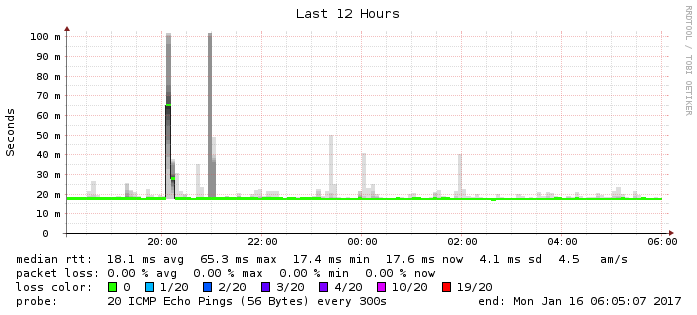 Last 12 Hours
RRDTOOL / TOBI OETIKER
Seconds
100 m
90 m
80 m
70 m
60 m
50 m
40 m
30 m
20 m
10 m
0
20:00 22:00 00:00 02:00 04:00 06:00
median rtt: 18.1 ms avg 65.3 ms max 17.4 ms min 17.6 ms now 4.1 ms sd 4.5 am/s
packet loss: 0.00 % avg 0.00 % max 0.00 % min 0.00 % now
loss color: 0 1/20 2/20 3/20 4/20 10/20 19/20
probe: 20 ICMP Echo Pings (56 Bytes) every 300s end: Mon Jan 16 06:05:07 2017